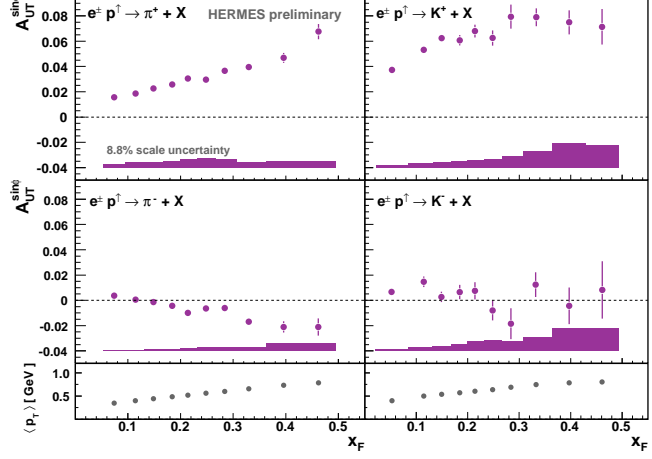 A_UT^sinϕ
e± p↑ → π+ + X
HERMES preliminary
e± p↑ → K+ + X
0.08
0.06
0.04
0.02
0
-0.02
-0.04
8.8% scale uncertainty
A_UT^sinϕ
e± p↑ → π- + X
e± p↑ → K- + X
0.06
0.04
0.02
0
-0.02
-0.04
⟨p_T⟩ [GeV]
1.0
0.5
0.1 0.2 0.3 0.4 0.5
0.1 0.2 0.3 0.4 0.5
x_F
x_F